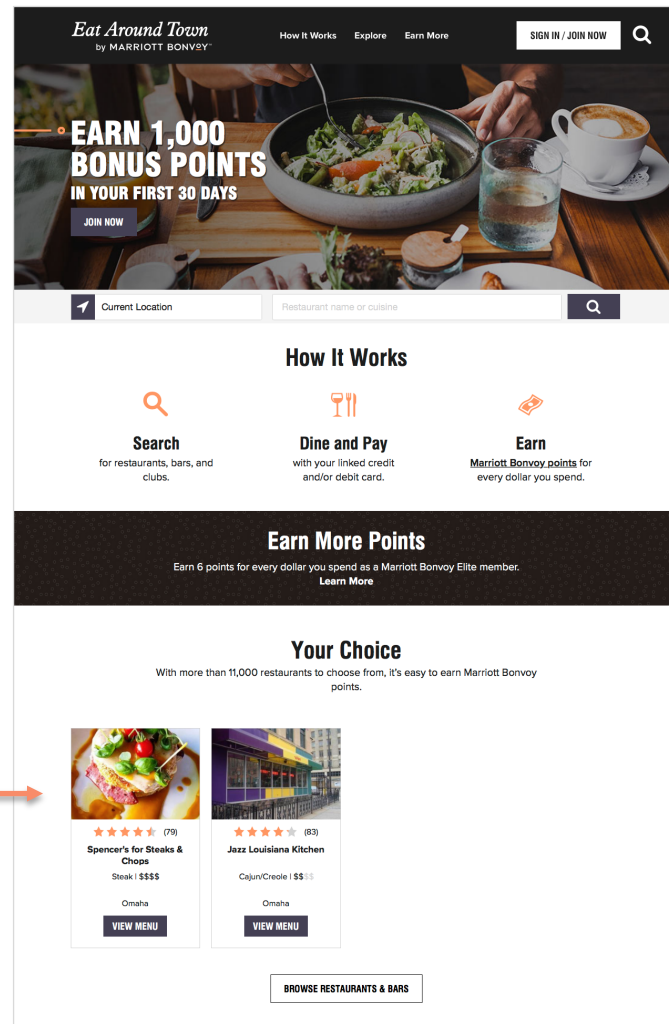 Eat Around Town
by MARRIOTT BONVOY™
How It Works
Explore
Earn More
SIGN IN / JOIN NOW
EARN 1,000
BONUS POINTS
IN YOUR FIRST 30 DAYS
JOIN NOW
Current Location
Restaurant name or cuisine
How It Works
Search
for restaurants, bars, and
clubs.
Dine and Pay
with your linked credit
and/or debit card.
Earn
Marriott Bonvoy points for
every dollar you spend.
Earn More Points
Earn 6 points for every dollar you spend as a Marriott Bonvoy Elite member.
Learn More
Your Choice
With more than 11,000 restaurants to choose from, it's easy to earn Marriott Bonvoy
points.
(79)
Spencer's for Steaks &
Chops
Steak | $$$$
Omaha
VIEW MENU
(83)
Jazz Louisiana Kitchen
Cajun/Creole | $$$$
Omaha
VIEW MENU
BROWSE RESTAURANTS & BARS